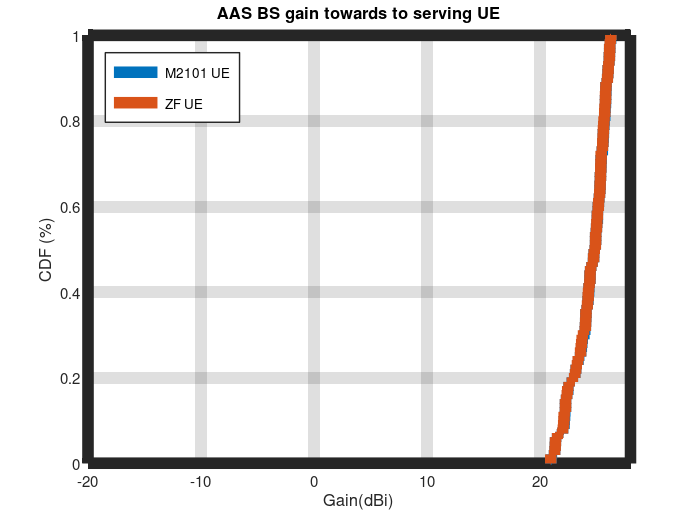 AAS BS gain towards to serving UE
M2101 UE
ZF UE
CDF (%)
1
0.8
0.6
0.4
0.2
0
-20
-10
0
10
20
Gain(dBi)